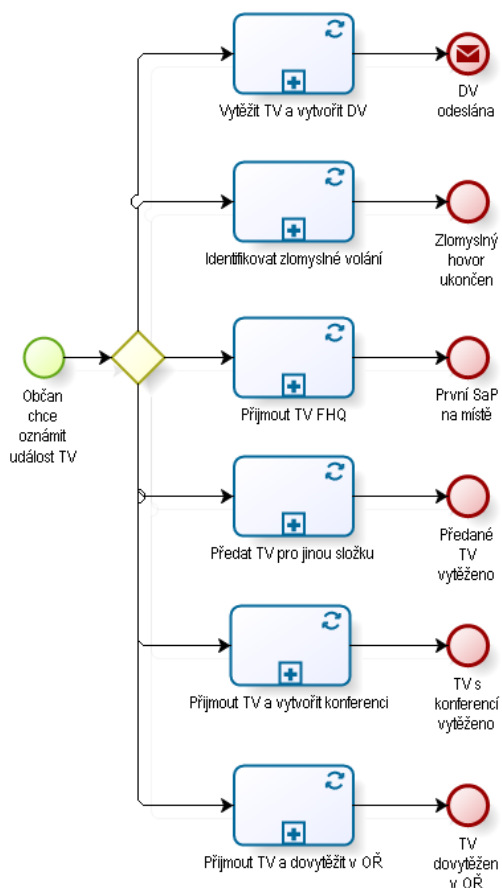 Vytěžit TV a vytvořit DV
DV
odeslána
Identifikovat zlomyslné volání
Zlomyslný
hovor
ukončen
Občan
chce
oznámit
událost TV
Přijmout TV FHQ
První SaP
na místě
Předat TV pro jinou složku
Předané
TV
vytěženo
Přijmout TV a vytvořit konferenci
TV s
konferencí
vytěženo
Přijmout TV a dovytěžit v OŘ
TV
dovytěžen
v OŘ